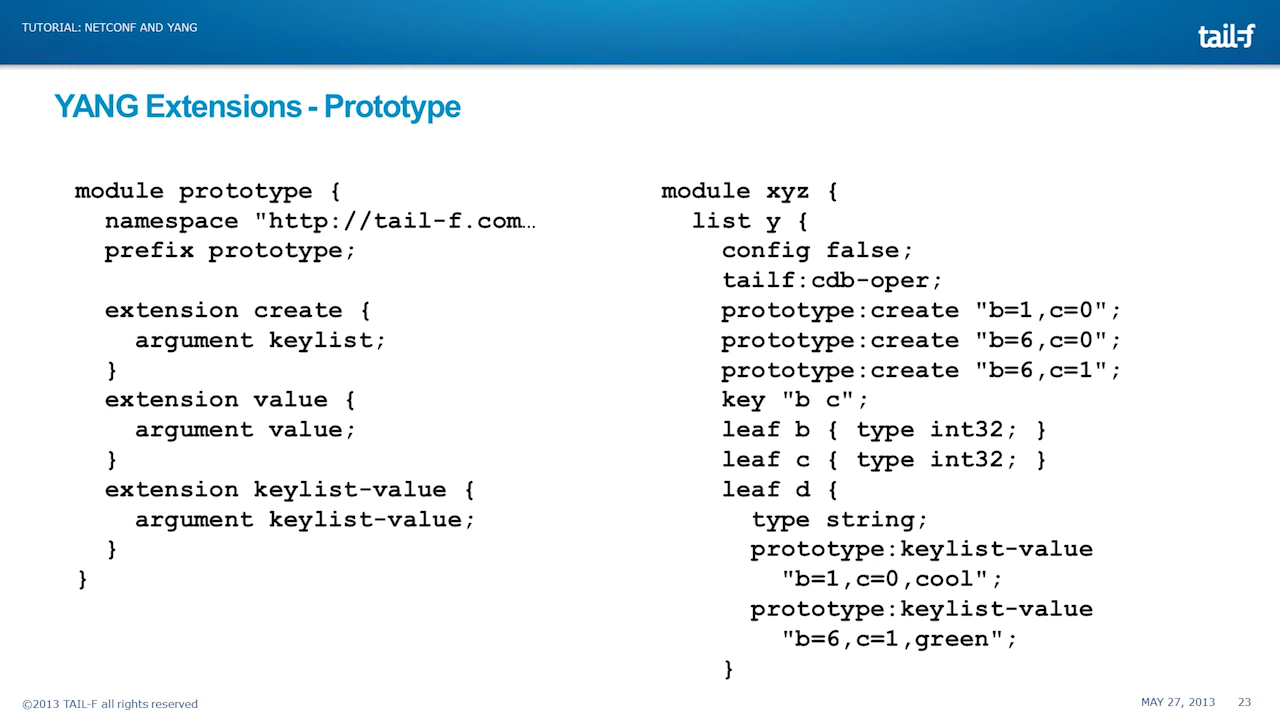 TUTORIAL: NETCONF AND YANG
tail-f
YANG Extensions - Prototype
module prototype {
namespace "http://tail-f.com…
prefix prototype;
extension create {
argument keylist;
}
extension value {
argument value;
}
extension keylist-value {
argument keylist-value;
}
}
module xyz {
list y {
config false;
tailf:cdb-oper;
prototype:create "b=1,c=0";
prototype:create "b=6,c=0";
prototype:create "b=6,c=1";
key "b c";
leaf b { type int32; }
leaf c { type int32; }
leaf d {
type string;
prototype:keylist-value
"b=1,c=0,cool";
prototype:keylist-value
"b=6,c=1,green";
}
©2013 TAIL-F all rights reserved
MAY 27, 2013 23